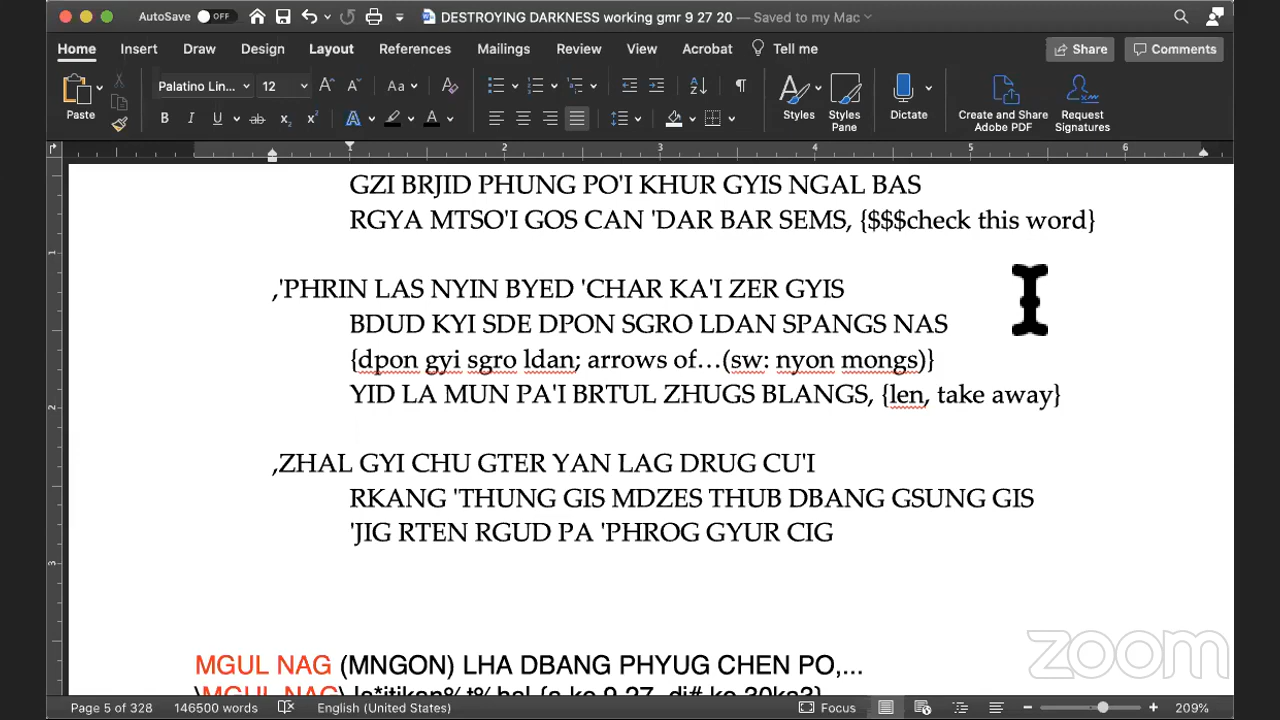 AutoSave OFF DESTROYING DARKNESS working gmr 9 27 20 — Saved to my Mac
Home Insert Draw Design Layout References Mailings Review View Acrobat Tell me Share Comments
Paste Palatino Lin... 12 Styles Styles Pane Dictate Create and Share Adobe PDF Request Signatures
1 2 3 4 5 6
GZI BRJID PHUNG PO'I KHUR GYIS NGAL BAS
RGYA MTSO'I GOS CAN 'DAR BAR SEMS, {$$$check this word}
,'PHRIN LAS NYIN BYED 'CHAR KA'I ZER GYIS
BDUD KYI SDE DPON SGRO LDAN SPANGS NAS
{dpon gyi sgro ldan; arrows of…(sw: nyon mongs)}
YID LA MUN PA'I BRTUL ZHUGS BLANGS, {len, take away}
,ZHAL GYI CHU GTER YAN LAG DRUG CU'I
RKANG 'THUNG GIS MDZES THUB DBANG GSUNG GIS
'JIG RTEN RGUD PA 'PHROG GYUR CIG
MGUL NAG (MNGON) LHA DBANG PHYUG CHEN PO,...
zoom
Page 5 of 328 146500 words English (United States) Focus 209%